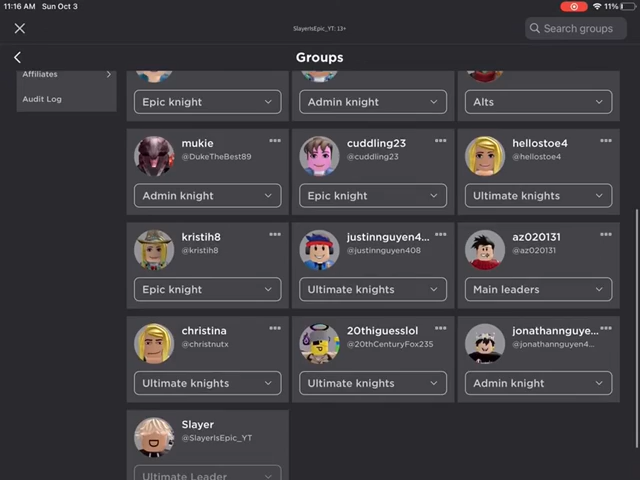 11:16 AM Sun Oct 3
11%
SlayerIsEpic_YT: 13+
Search groups
Groups
Affiliates
Audit Log
Epic knight
Admin knight
Alts
mukie
@DukeTheBest89
Admin knight
cuddling23
@cuddling23
Epic knight
hellostoe4
@hellostoe4
Ultimate knights
kristih8
@kristih8
Epic knight
justinnguyen4...
@justinnguyen408
Ultimate knights
az020131
@az020131
Main leaders
christina
@christnutx
Ultimate knights
20thiguesslol
@20thCenturyFox235
Ultimate knights
jonathannguye...
@jonathannguyen4...
Admin knight
Slayer
@SlayerIsEpic_YT
Ultimate Leader